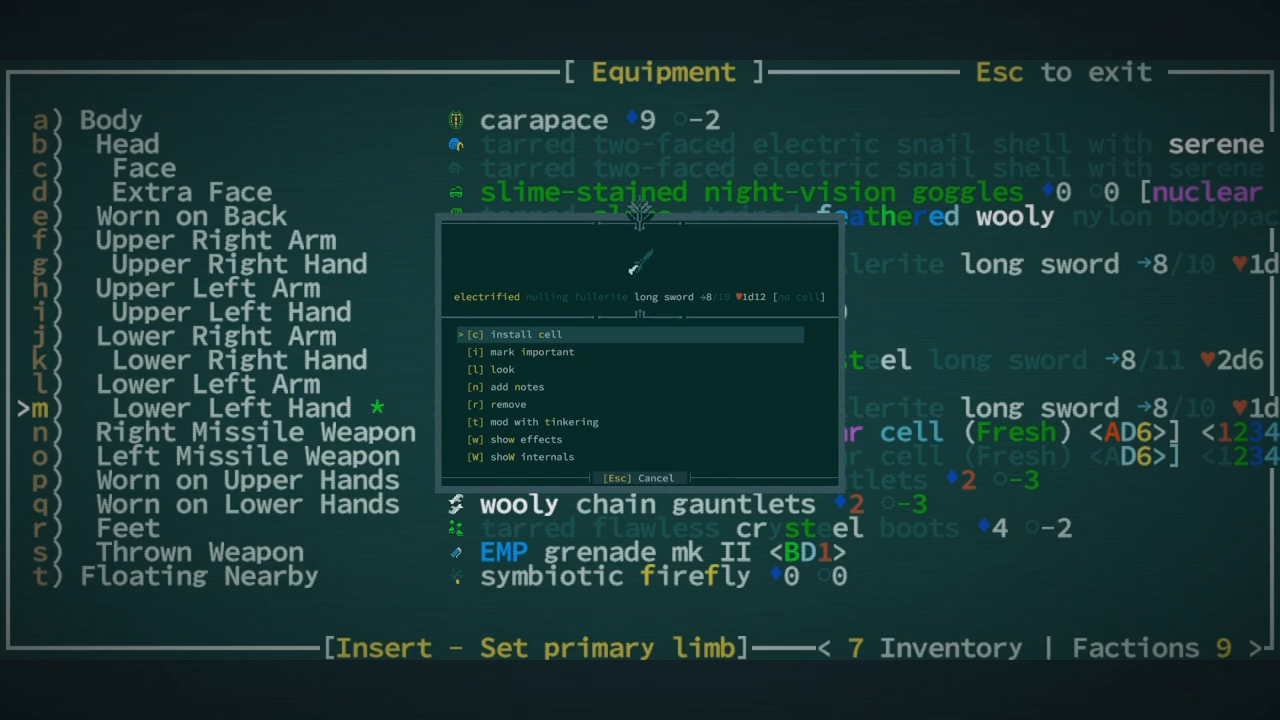 [ Equipment ] Esc to exit
a) Body carapace ♦9 ○-2
b) Head tarred two-faced electric snail shell with serene
c) Face tarred two-faced electric snail shell with serene
d) Extra Face slime-stained night-vision goggles ♦0 ○0 [nuclear
e) Worn on Back feathered wooly nylon bodypac
f) Upper Right Arm
g) Upper Right Hand long sword →8/10 ♥1d
h) Upper Left Arm
i) Upper Left Hand
j) Lower Right Arm
k) Lower Right Hand long sword →8/11 ♥2d6
l) Lower Left Arm
>m) Lower Left Hand * long sword →8/10 ♥1d
n) Right Missile Weapon cell (Fresh) <AD6>] <1234
o) Left Missile Weapon cell (Fresh) <AD6>] <1234
p) Worn on Upper Hands ♦2 ○-3
q) Worn on Lower Hands wooly chain gauntlets ♦2 ○-3
r) Feet tarred flawless crysteel boots ♦4 ○-2
s) Thrown Weapon EMP grenade mk II <BD1>
t) Floating Nearby symbiotic firefly ♦0 ○0
electrified nulling fullerite long sword →8/10 ♥1d12 [no cell]
> [c] install cell
[i] mark important
[l] look
[n] add notes
[r] remove
[t] mod with tinkering
[w] show effects
[W] shoW internals
[Esc] Cancel
[Insert - Set primary limb] < 7 Inventory | Factions 9 >